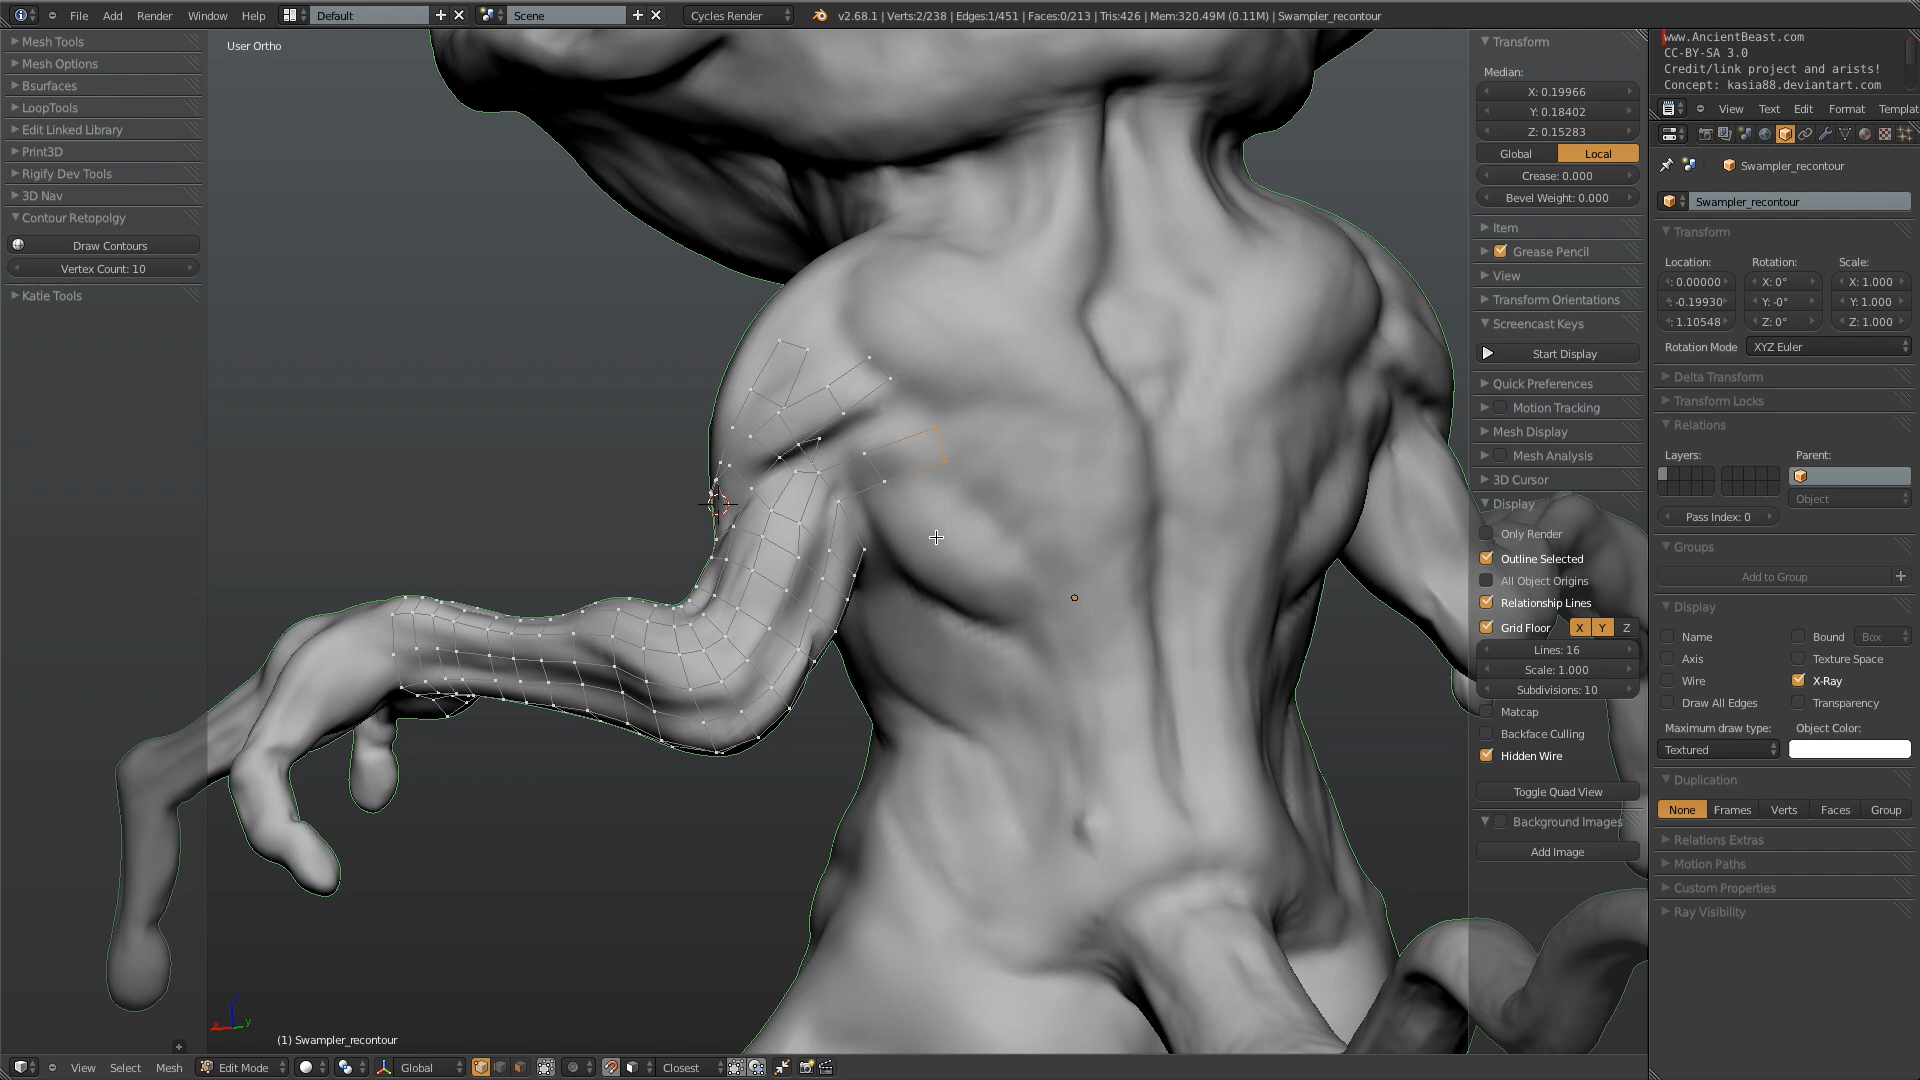 File Add Render Window Help Default Scene Cycles Render v2.68.1 | Verts:2/238 | Edges:1/451 | Faces:0/213 | Tris:426 | Mem:320.49M (0.11M) | Swampler_recontour
Mesh Tools
Mesh Options
Bsurfaces
LoopTools
Edit Linked Library
Print3D
Rigify Dev Tools
3D Nav
Contour Retopolgy
Draw Contours
Vertex Count: 10
Katie Tools
User Ortho
(1) Swampler_recontour
Transform
Median:
X: 0.19966
Y: 0.18402
Z: 0.15283
Global Local
Crease: 0.000
Bevel Weight: 0.000
Item
Grease Pencil
View
Transform Orientations
Screencast Keys
Start Display
Quick Preferences
Motion Tracking
Mesh Display
Mesh Analysis
3D Cursor
Display
Only Render
Outline Selected
All Object Origins
Relationship Lines
Grid Floor X Y Z
Lines: 16
Scale: 1.000
Subdivisions: 10
Matcap
Backface Culling
Hidden Wire
Toggle Quad View
Background Images
Add Image
www.AncientBeast.com
CC-BY-SA 3.0
Credit/link project and arists!
Concept: kasia88.deviantart.com
View Text Edit Format Templat
Swampler_recontour
Swampler_recontour
Transform
Location: Rotation: Scale:
: 0.00000 X: 0° X: 1.000
: -0.19930 Y: -0° Y: 1.000
: 1.10548 Z: 0° Z: 1.000
Rotation Mode XYZ Euler
Delta Transform
Transform Locks
Relations
Layers: Parent:
Object
Pass Index: 0
Groups
Add to Group
Display
Name Bound Box
Axis Texture Space
Wire X-Ray
Draw All Edges Transparency
Maximum draw type: Object Color:
Textured
Duplication
None Frames Verts Faces Group
Relations Extras
Motion Paths
Custom Properties
Ray Visibility
z
x y
View Select Mesh Edit Mode Global Closest